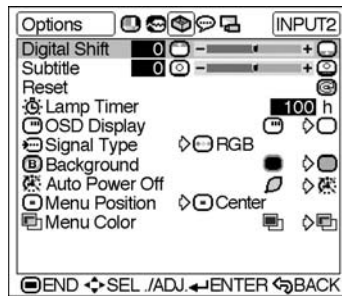 Options INPUT2
Digital Shift 0 - +
Subtitle 0 - +
Reset
Lamp Timer 100 h
OSD Display
Signal Type RGB
B Background
Auto Power Off
Menu Position Center
Menu Color
END SEL ./ADJ. ENTER BACK